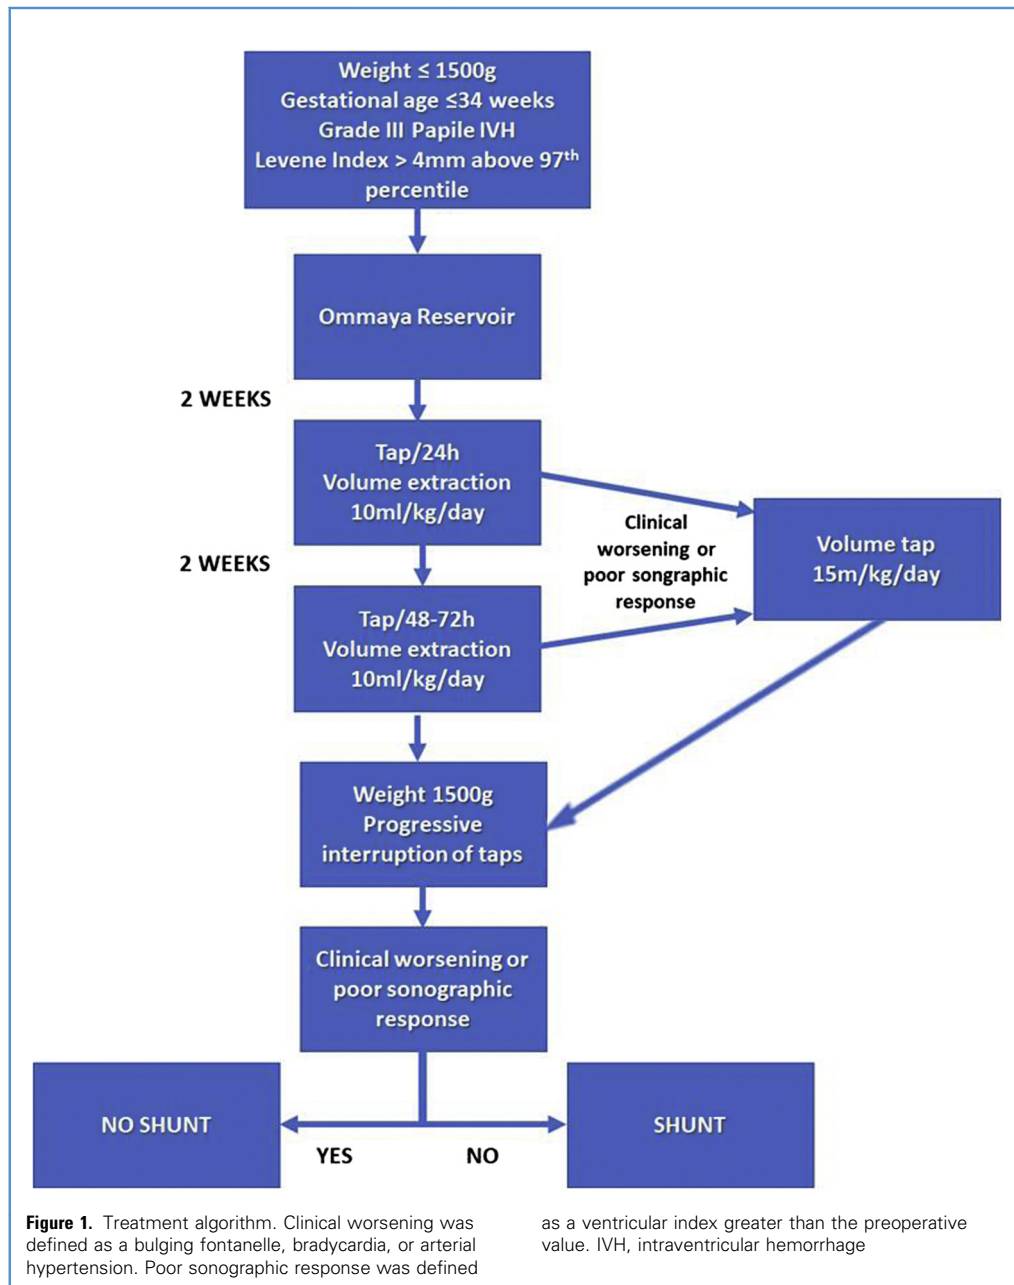 Weight ≤ 1500g
Gestational age ≤34 weeks
Grade III Papile IVH
Levene Index > 4mm above 97th
percentile
Ommaya Reservoir
2 WEEKS
Tap/24h
Volume extraction
10ml/kg/day
Clinical
worsening or
poor songraphic
response
Volume tap
15m/kg/day
2 WEEKS
Tap/48-72h
Volume extraction
10ml/kg/day
Weight 1500g
Progressive
interruption of taps
Clinical worsening or
poor sonographic
response
NO SHUNT
YES
NO
SHUNT
Figure 1. Treatment algorithm. Clinical worsening was
defined as a bulging fontanelle, bradycardia, or arterial
hypertension. Poor sonographic response was defined
as a ventricular index greater than the preoperative
value. IVH, intraventricular hemorrhage